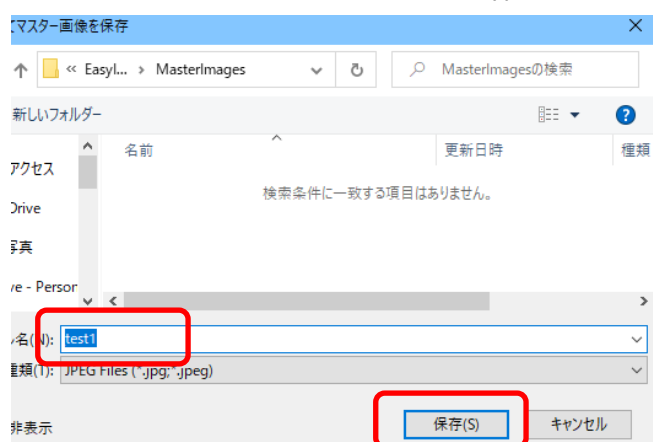 てマスター画像を保存
« EasyI... › MasterImages
MasterImagesの検索
新しいフォルダー
名前 更新日時 種類
アクセス
検索条件に一致する項目はありません。
Drive
写真
ve - Person
ル名(N): test1
種類(T): JPEG Files (*.jpg;*.jpeg)
非表示
保存(S) キャンセル